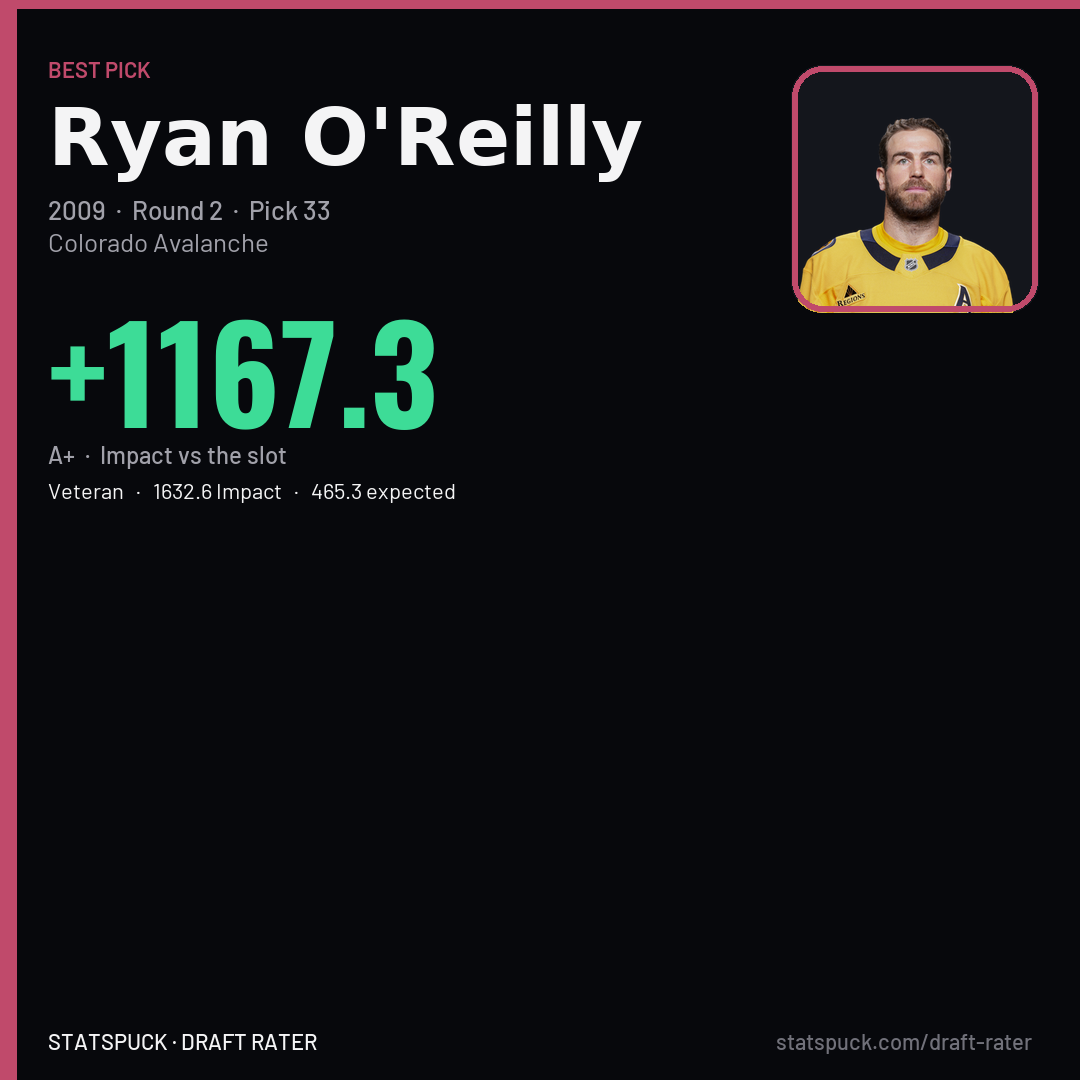 BEST PICK
Ryan O'Reilly
2009 · Round 2 · Pick 33
Colorado Avalanche
REGIONS
A
+1167.3
A+ · Impact vs the slot
Veteran · 1632.6 Impact · 465.3 expected
STATSPUCK · DRAFT RATER
statspuck.com/draft-rater